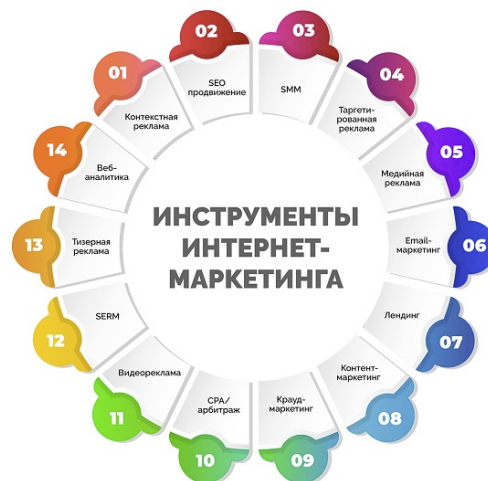 ИНСТРУМЕНТЫ
ИНТЕРНЕТ-
МАРКЕТИНГА
01
Контекстная
реклама
02
SEO
продвижение
03
SMM
04
Таргети-
рованная
реклама
05
Медийная
реклама
06
Email-
маркетинг
07
Лендинг
08
Контент-
маркетинг
09
Крауд-
маркетинг
10
CPA/
арбитраж
11
Видеореклама
12
SERM
13
Тизерная
реклама
14
Веб-
аналитика